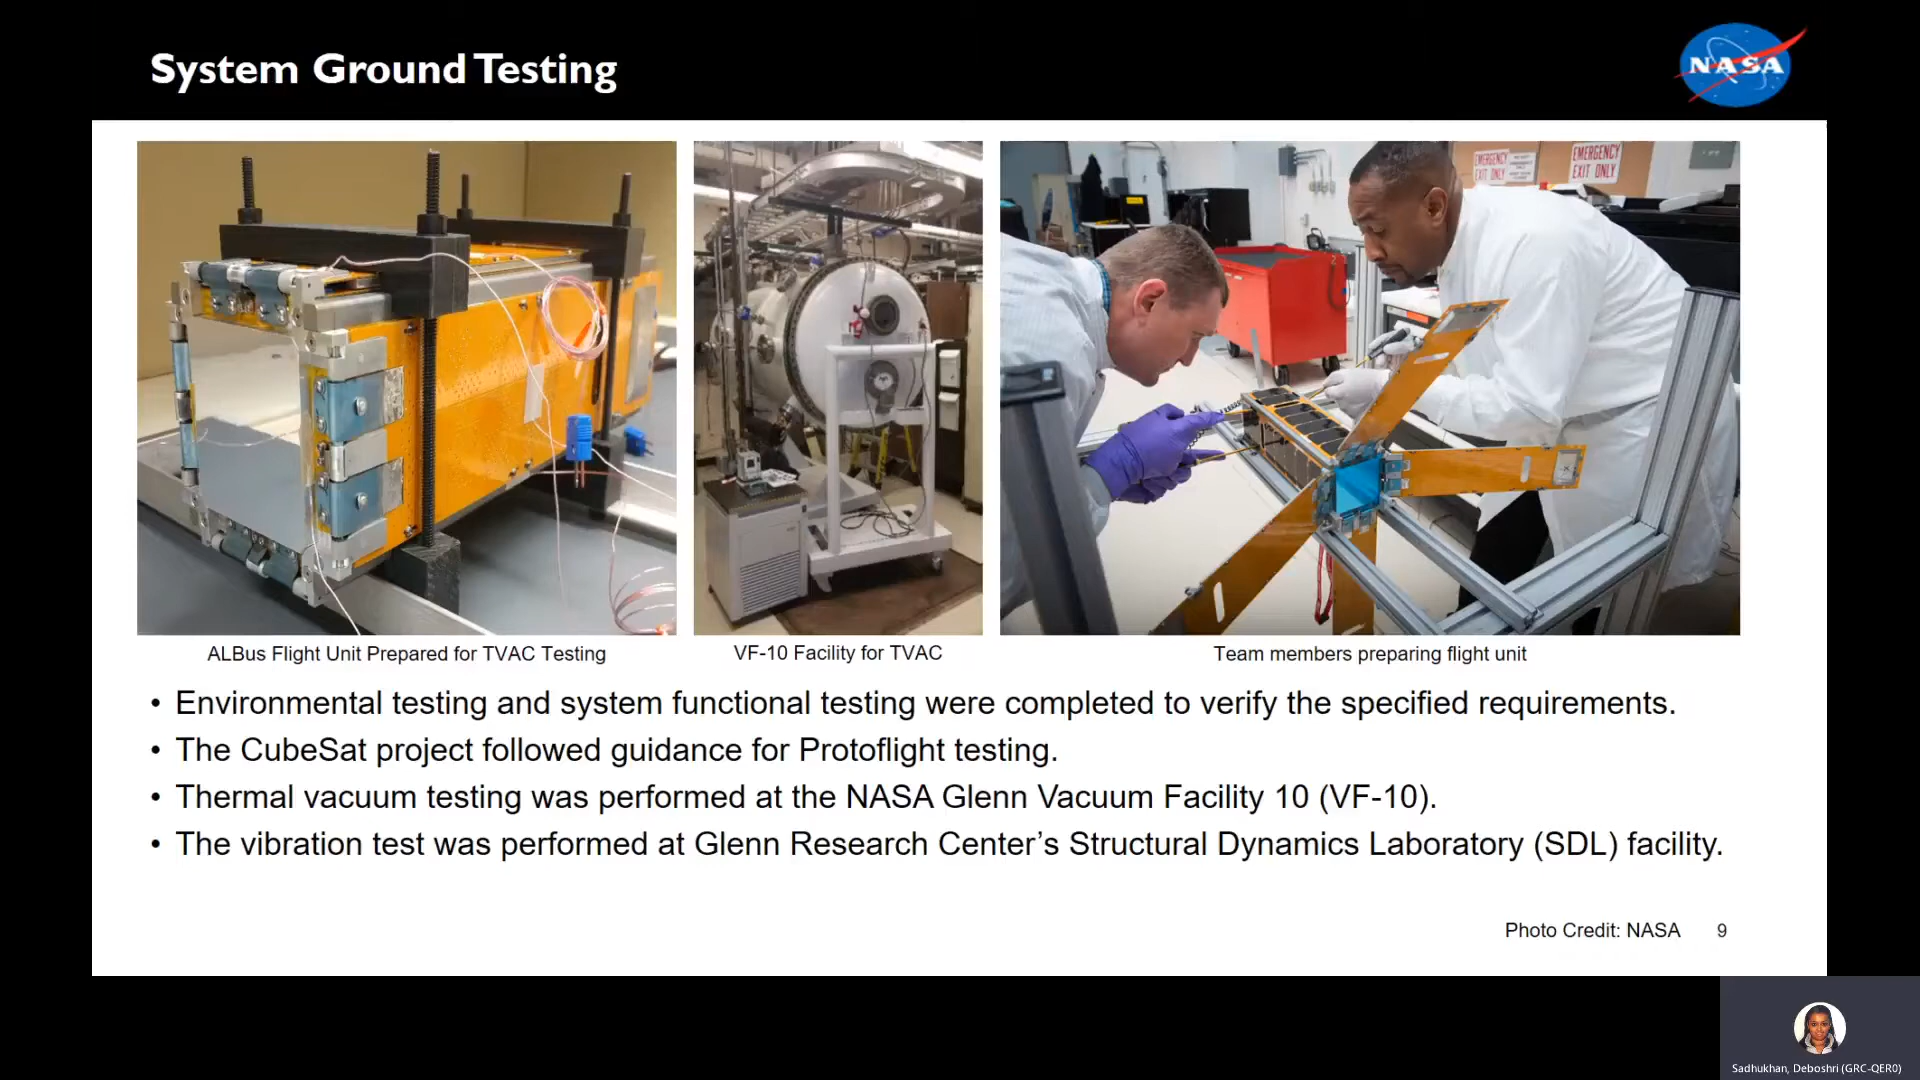 System Ground Testing
NASA
EMERGENCY
EXIT ONLY
EMERGENCY
EXIT ONLY
ALBus Flight Unit Prepared for TVAC Testing
VF-10 Facility for TVAC
Team members preparing flight unit
• Environmental testing and system functional testing were completed to verify the specified requirements.
• The CubeSat project followed guidance for Protoflight testing.
• Thermal vacuum testing was performed at the NASA Glenn Vacuum Facility 10 (VF-10).
• The vibration test was performed at Glenn Research Center’s Structural Dynamics Laboratory (SDL) facility.
Photo Credit: NASA
9
Sadhukhan, Deboshri (GRC-QER0)